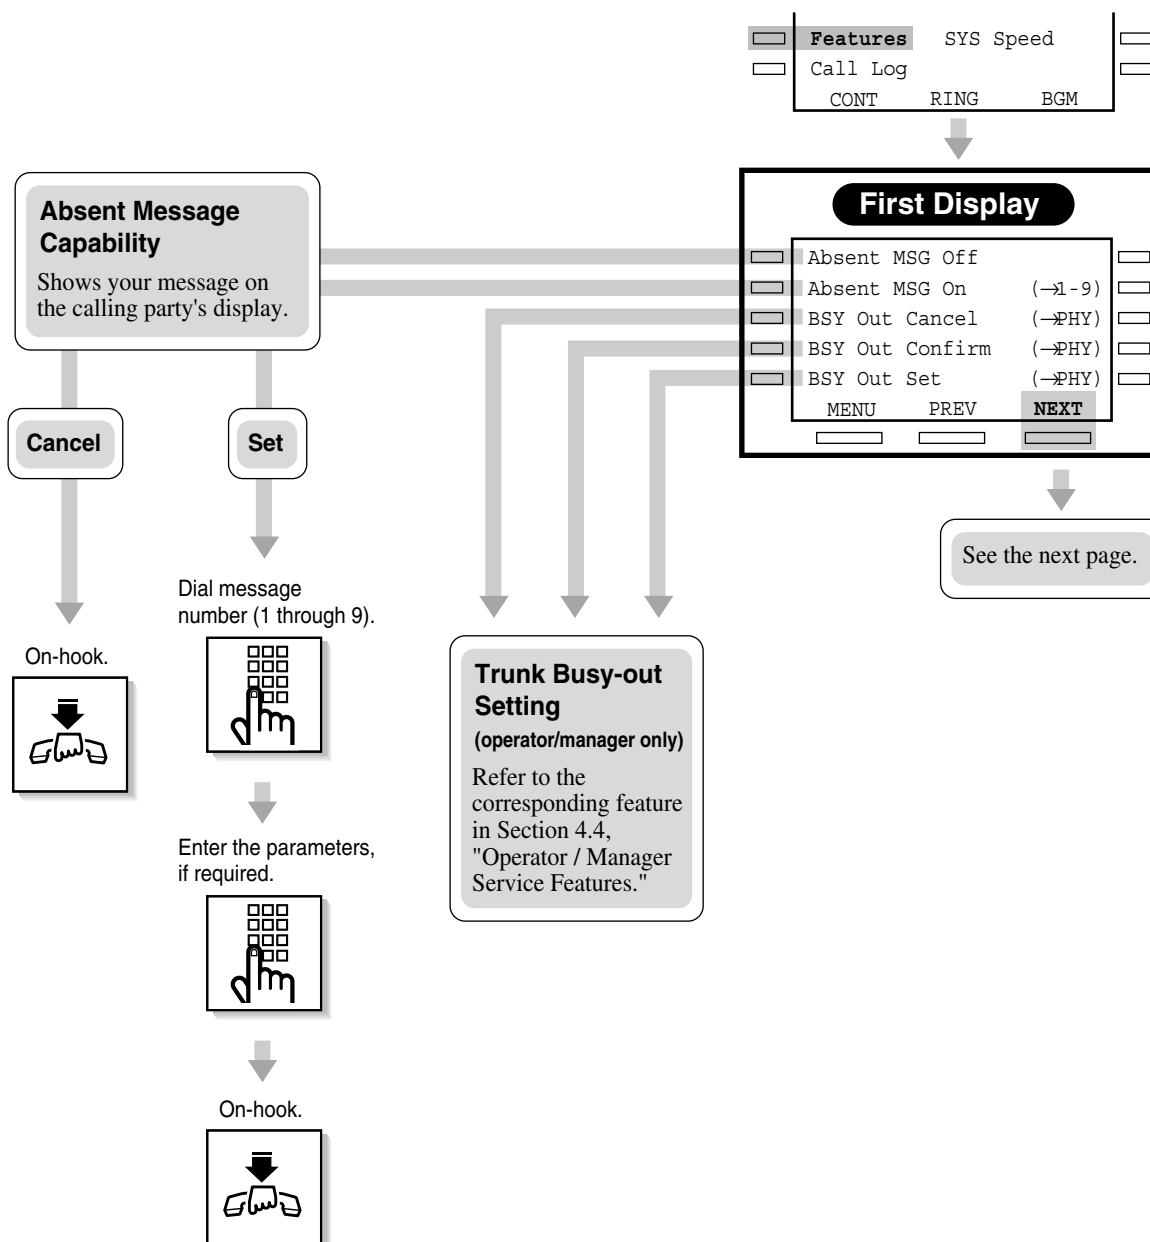 Features SYS Speed
Call Log
CONT RING BGM
First Display
Absent MSG Off
Absent MSG On (→1-9)
BSY Out Cancel (→PHY)
BSY Out Confirm (→PHY)
BSY Out Set (→PHY)
MENU PREV NEXT
See the next page.
Absent Message
Capability
Shows your message on
the calling party's display.
Cancel
Set
On-hook.
Dial message
number (1 through 9).
Enter the parameters,
if required.
On-hook.
Trunk Busy-out
Setting
(operator/manager only)
Refer to the
corresponding feature
in Section 4.4,
"Operator / Manager
Service Features."